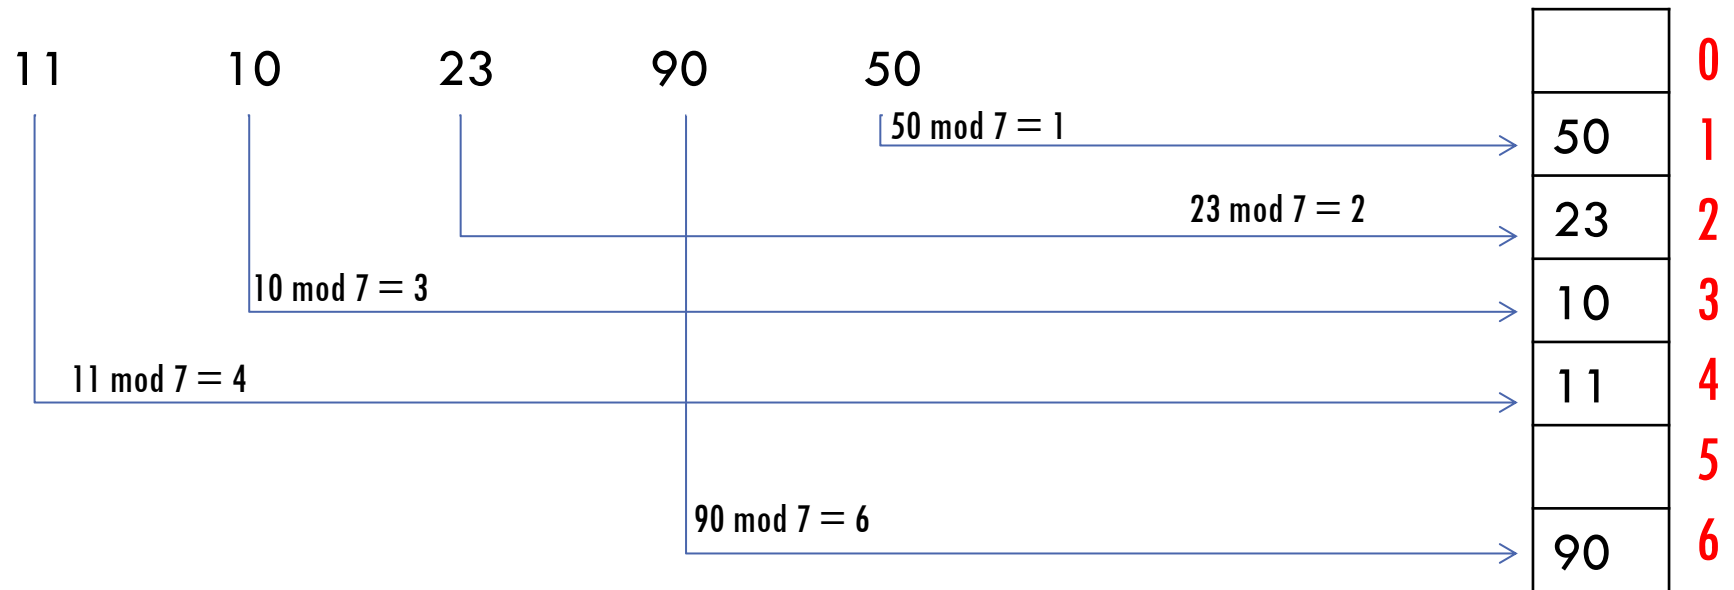 11 10 23 90 50
0
50 mod 7 = 1
50
1
23 mod 7 = 2
23
2
10 mod 7 = 3
10
3
11 mod 7 = 4
11
4
5
90 mod 7 = 6
90
6